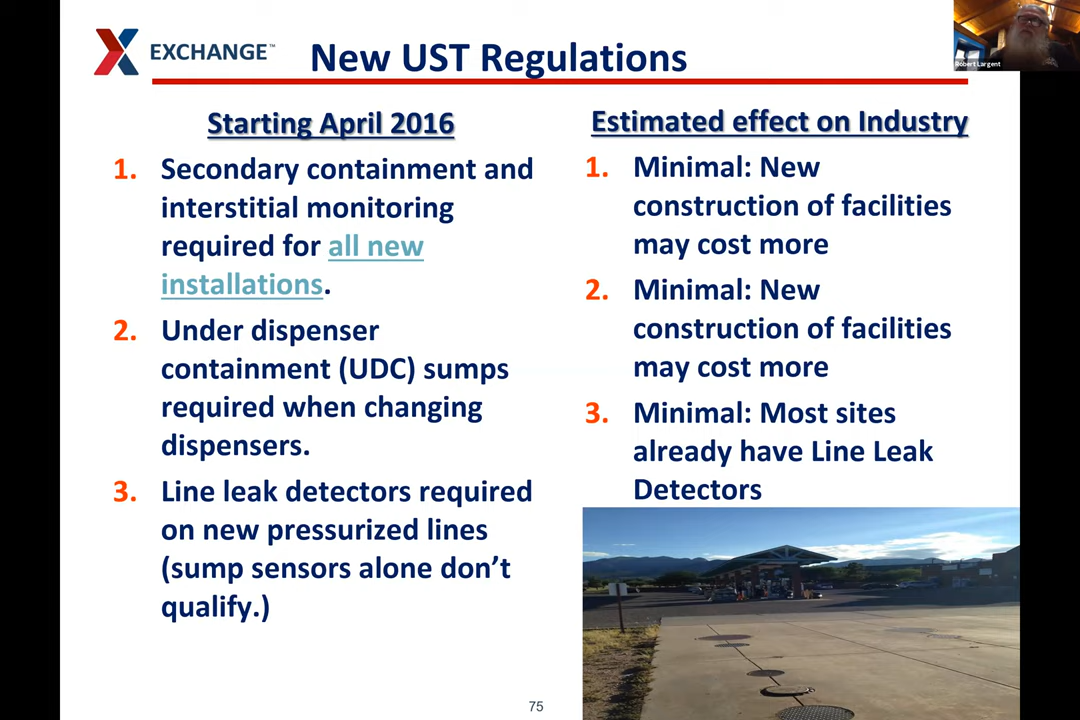 EXCHANGE™
New UST Regulations
Robert Largent
Starting April 2016
1. Secondary containment and
interstitial monitoring
required for all new
installations.
2. Under dispenser
containment (UDC) sumps
required when changing
dispensers.
3. Line leak detectors required
on new pressurized lines
(sump sensors alone don’t
qualify.)
Estimated effect on Industry
1. Minimal: New
construction of facilities
may cost more
2. Minimal: New
construction of facilities
may cost more
3. Minimal: Most sites
already have Line Leak
Detectors
75